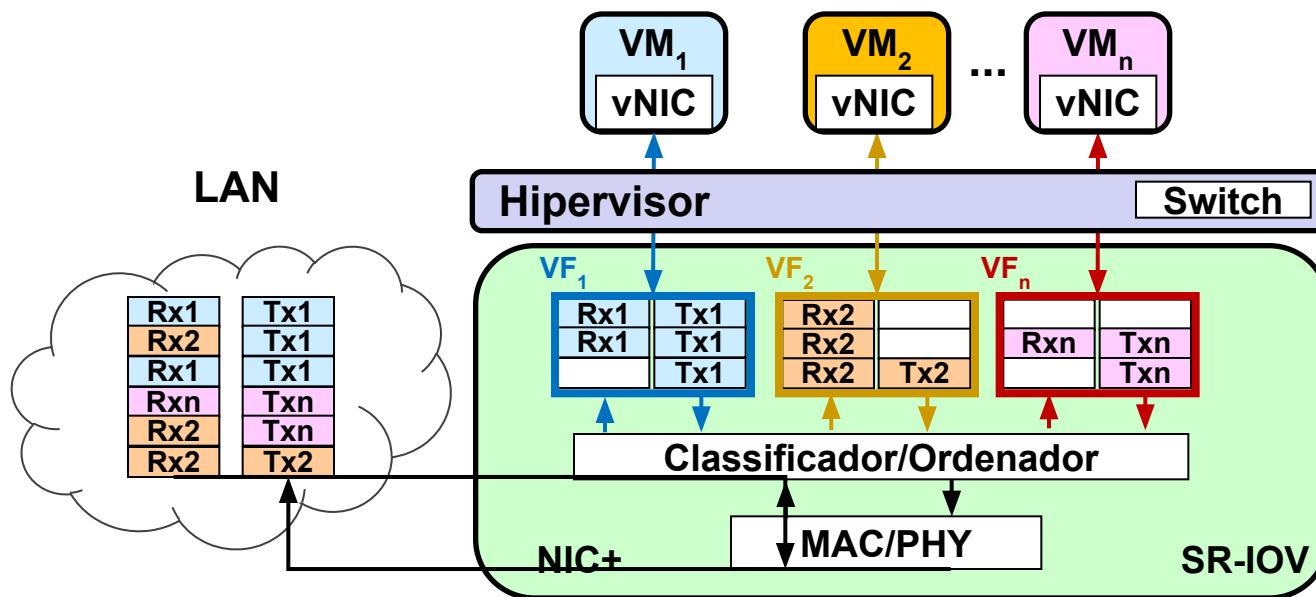 VM1
VM2
...
VMn
vNIC
vNIC
vNIC
LAN
Hipervisor
Switch
VF1
VF2
VFn
Rx1 Tx1
Rx2 Tx1
Rx1 Tx1
Rxn Txn
Rx2 Txn
Rx2 Tx2
Rx1 Tx1
Rx1 Tx1
Tx1
Rx2
Rx2
Rx2 Tx2
Rxn Txn
Txn
Classificador/Ordenador
MAC/PHY
NIC+
SR-IOV